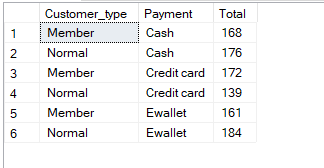 Customer_type Payment Total
1 Member Cash 168
2 Normal Cash 176
3 Member Credit card 172
4 Normal Credit card 139
5 Member Ewallet 161
6 Normal Ewallet 184